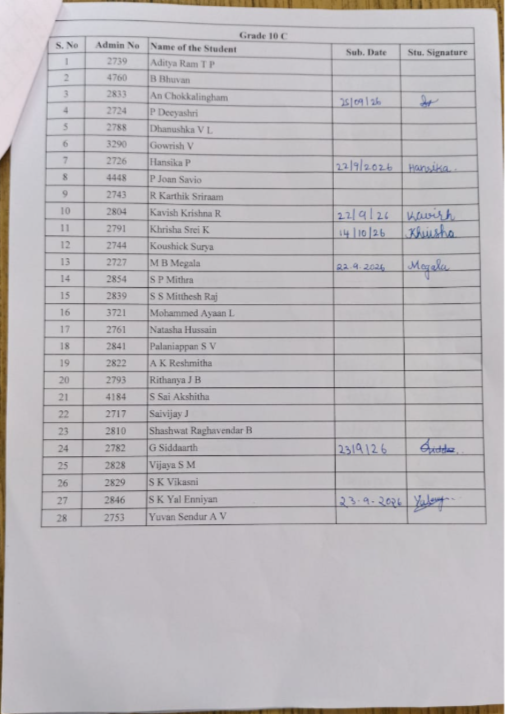 Grade 10 C
S. No Admin No Name of the Student Sub. Date Stu. Signature
1 2739 Aditya Ram T P
2 4760 B Bhuvan
3 2833 An Chokkalingham 25/09/26
4 2724 P Deeyashri
5 2788 Dhanushka V L
6 3290 Gowrish V
7 2726 Hansika P 22/9/2026 Hansika.
8 4448 P Joan Savio
9 2743 R Karthik Sriraam
10 2804 Kavish Krishna R 22/9/26 Kavish
11 2791 Khrisha Srei K 14/10/26 Khrisha
12 2744 Koushick Surya
13 2727 M B Megala 22.9.2026 Megala
14 2854 S P Mithra
15 2839 S S Mitthesh Raj
16 3721 Mohammed Ayaan L
17 2761 Natasha Hussain
18 2841 Palaniappan S V
19 2822 A K Reshmitha
20 2793 Rithanya J B
21 4184 S Sai Akshitha
22 2717 Saivijay J
23 2810 Shashwat Raghavendar B
24 2782 G Siddaarth 23/9/26
25 2828 Vijaya S M
26 2829 S K Vikasni
27 2846 S K Yal Enniyan 23.9.2026
28 2753 Yuvan Sendur A V